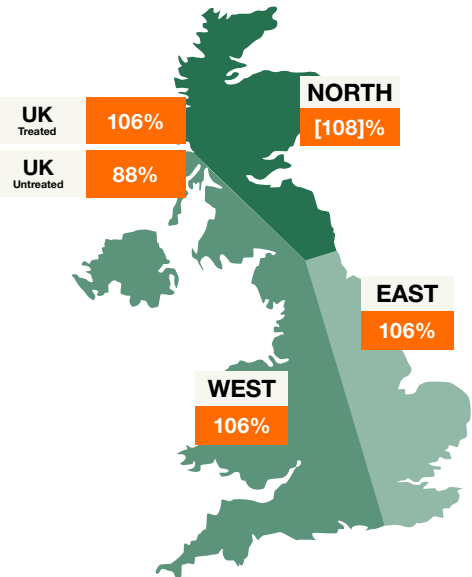 NORTH
[108]%
UK
Treated
106%
UK
Untreated
88%
EAST
106%
WEST
106%